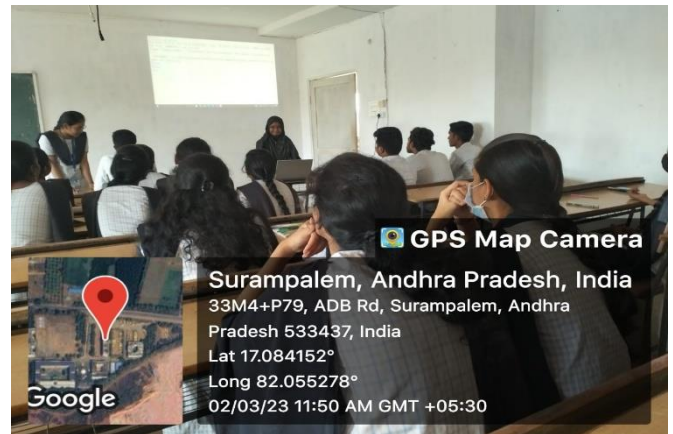 GPS Map Camera
Surampalem, Andhra Pradesh, India
33M4+P79, ADB Rd, Surampalem, Andhra
Pradesh 533437, India
Lat 17.084152°
Long 82.055278°
02/03/23 11:50 AM GMT +05:30
Google